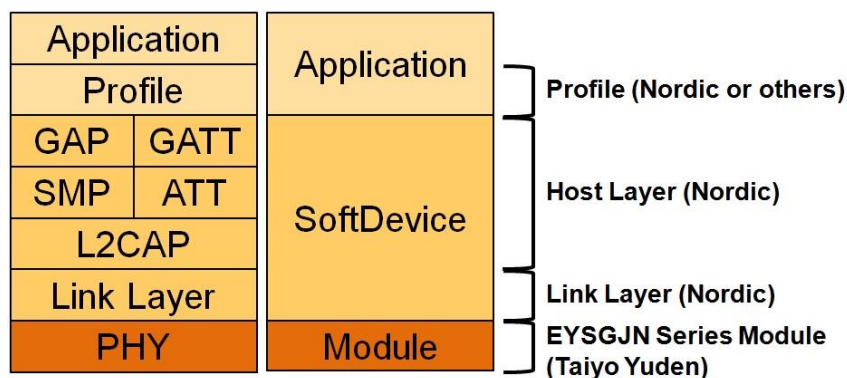 Application
Profile
GAP
GATT
SMP
ATT
L2CAP
Link Layer
PHY
Application
SoftDevice
Module
Profile (Nordic or others)
Host Layer (Nordic)
Link Layer (Nordic)
EYSGJN Series Module
(Taiyo Yuden)